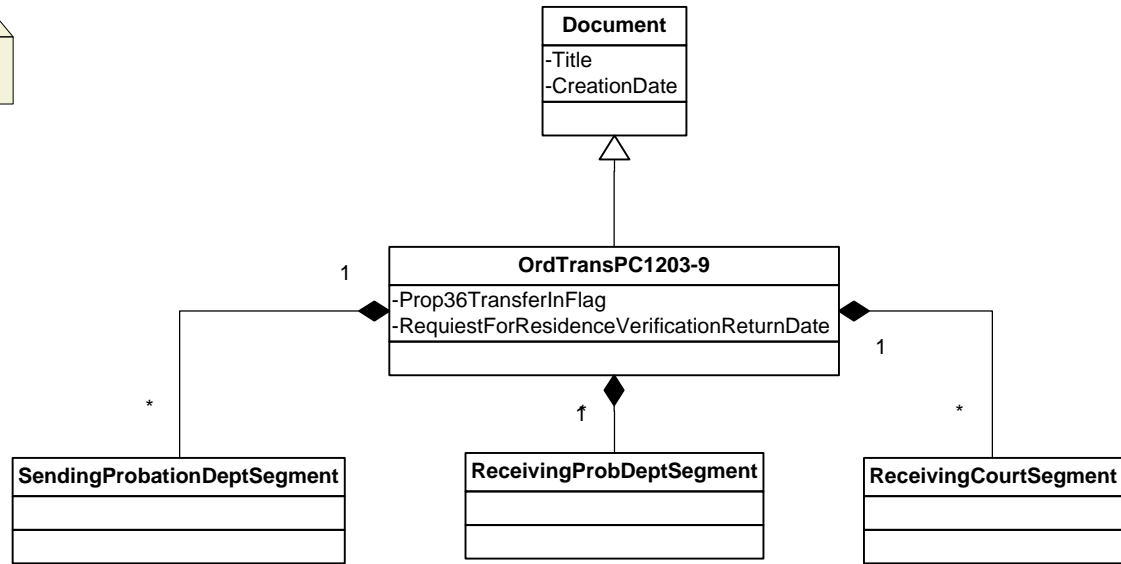 Document
-Title
-CreationDate
OrdTransPC1203-9
-Prop36TransferInFlag
-RequiestForResidenceVerificationReturnDate
1
1
*
1
*
*
SendingProbationDeptSegment
ReceivingProbDeptSegment
ReceivingCourtSegment